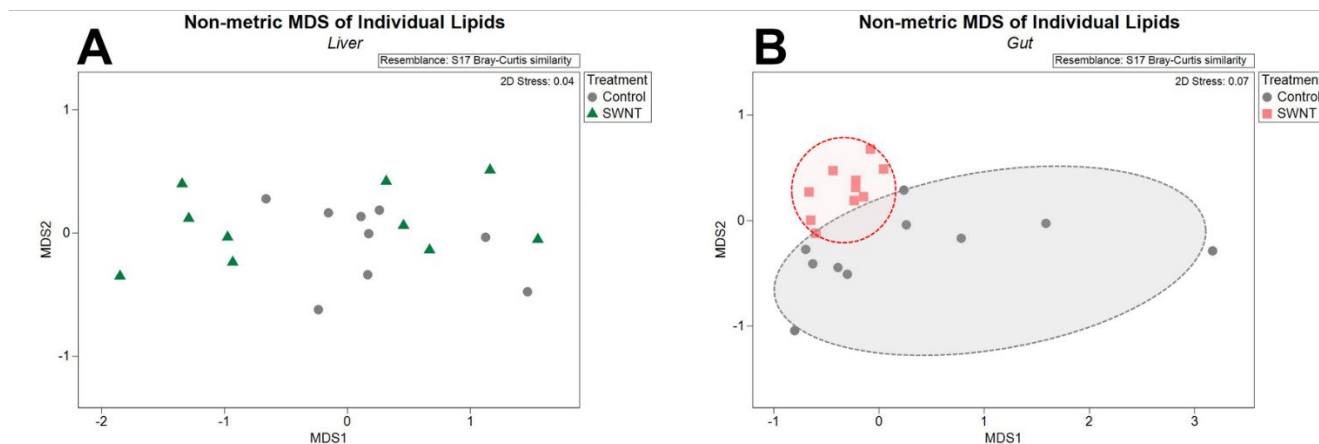 A
Non-metric MDS of Individual Lipids
Liver
Resemblance: S17 Bray-Curtis similarity
2D Stress: 0.04
Treatment
Control
SWNT
1
0
-1
MDS2
-2
-1
0
1
MDS1
B
Non-metric MDS of Individual Lipids
Gut
Resemblance: S17 Bray-Curtis similarity
2D Stress: 0.07
Treatment
Control
SWNT
1
0
-1
MDS2
-1
0
1
2
3
MDS1